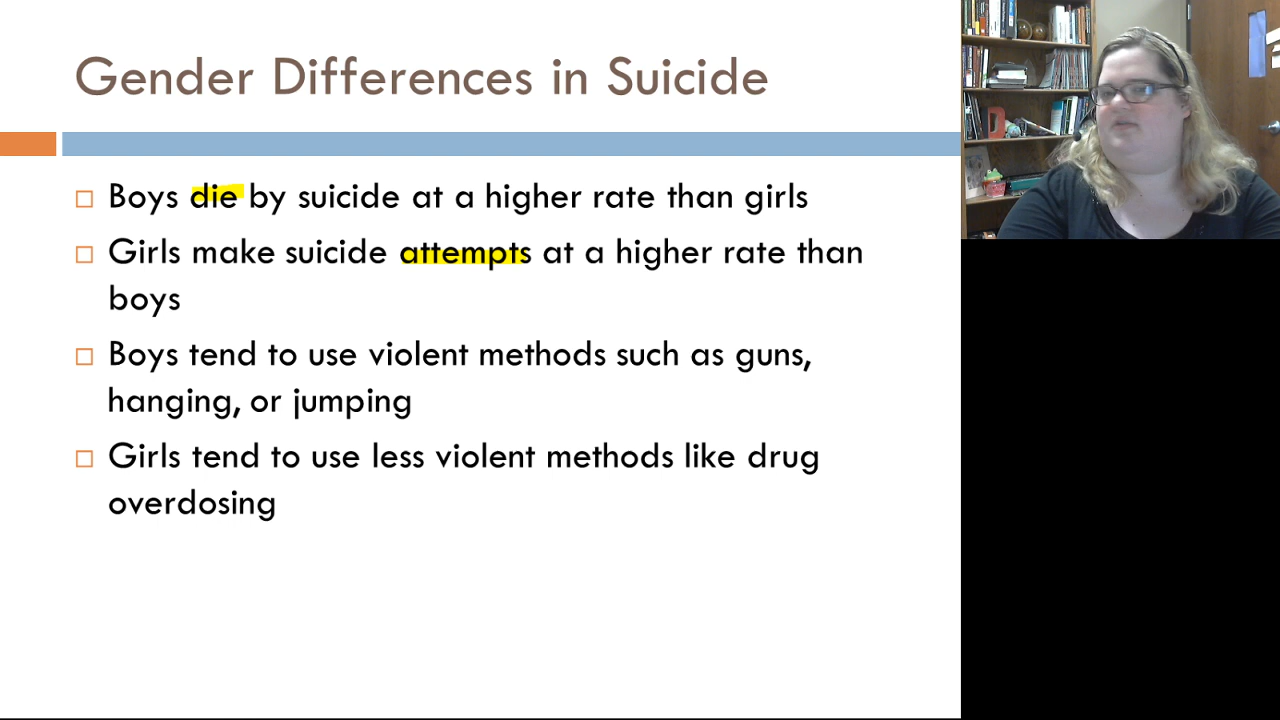 Gender Differences in Suicide
Boys die by suicide at a higher rate than girls
Girls make suicide attempts at a higher rate than
boys
Boys tend to use violent methods such as guns,
hanging, or jumping
Girls tend to use less violent methods like drug
overdosing